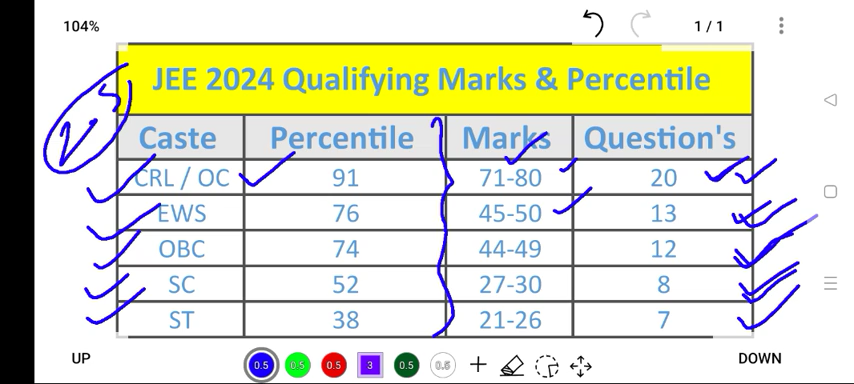 104%
1 / 1
JEE 2024 Qualifying Marks & Percentile
2.5
Caste Percentile Marks Question's
CRL / OC 91 71-80 20
EWS 76 45-50 13
OBC 74 44-49 12
SC 52 27-30 8
ST 38 21-26 7
UP 0.5 0.5 0.5 3 0.5 0.5 DOWN